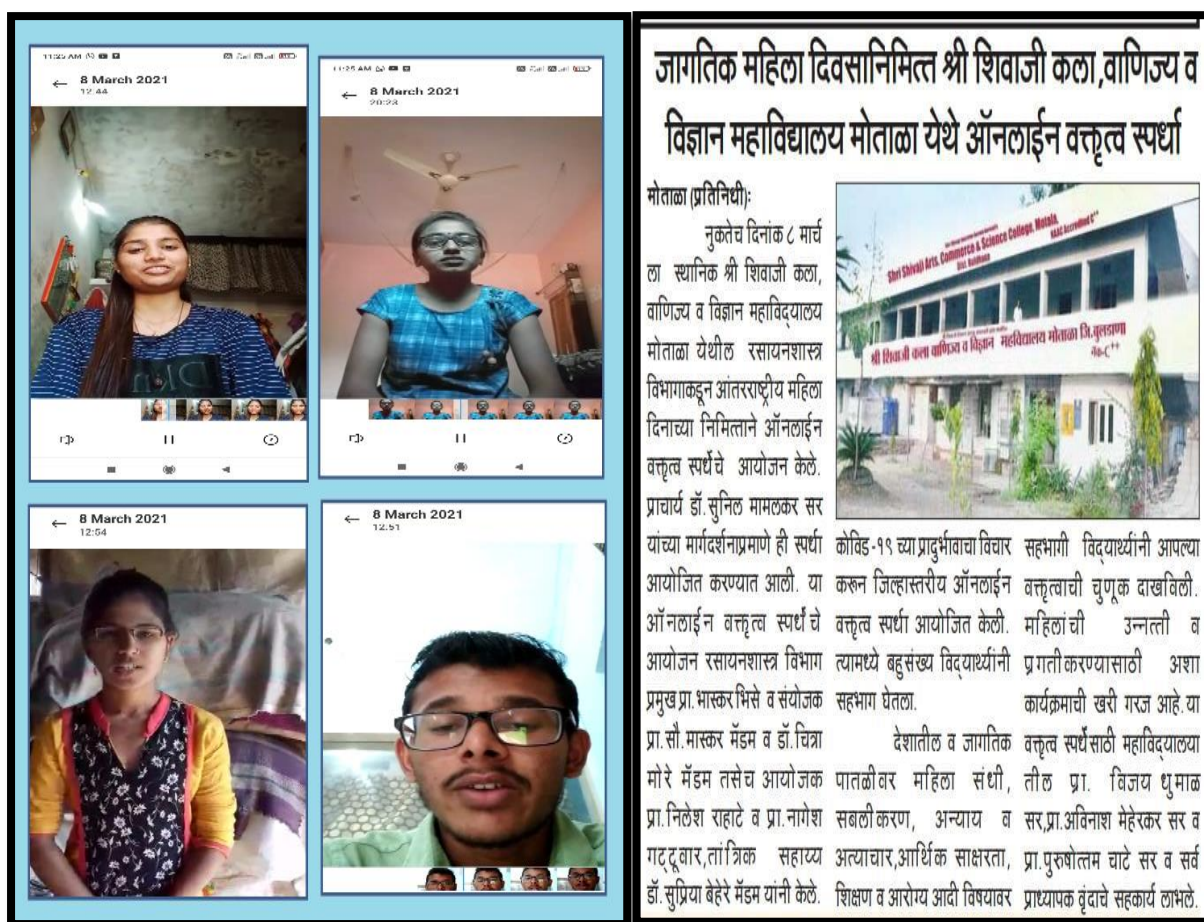 8 March 2021
12:44
11:25 AM
8 March 2021
20:23
8 March 2021
12:54
8 March 2021
12:51
जागतिक महिला दिवसानिमित्त श्री शिवाजी कला,वाणिज्य व
विज्ञान महाविद्यालय मोताळा येथे ऑनलाईन वक्तृत्व स्पर्धा
मोताळा (प्रतिनिधी):
नुकतेच दिनांक ८ मार्च
ला स्थानिक श्री शिवाजी कला,
वाणिज्य व विज्ञान महाविद्यालय
मोताळा येथील रसायनशास्त्र
विभागाकडून आंतरराष्ट्रीय महिला
दिनाच्या निमित्ताने ऑनलाईन
वक्तृत्व स्पर्धेचे आयोजन केले.
प्राचार्य डॉ.सुनिल मामलकर सर
यांच्या मार्गदर्शनाप्रमाणे ही स्पर्धा
आयोजित करण्यात आली. या
ऑनलाईन वक्तृत्व स्पर्धेचे
आयोजन रसायनशास्त्र विभाग
प्रमुख प्रा.भास्कर भिसे व संयोजक
प्रा.सौ.मास्कर मॅडम व डॉ.चित्रा
मोरे मॅडम तसेच आयोजक
प्रा.निलेश राहाटे व प्रा.नागेश
गट्टूवार,तांत्रिक सहाय्य
डॉ.सुप्रिया बेहेरे मॅडम यांनी केले.
Shri Shivaji Arts, Commerce & Science College, Motala,
Dist. Buldhana
NAAC Accredited C++
श्री शिवाजी कला वाणिज्य व विज्ञान महाविद्यालय मोताळा जि.बुलडाणा
नॅक-C++
कोविड-१९ च्या प्रादुर्भावाचा विचार
करून जिल्हास्तरीय ऑनलाईन
वक्तृत्व स्पर्धा आयोजित केली.
त्यामध्ये बहुसंख्य विद्यार्थ्यांनी
सहभाग घेतला.
देशातील व जागतिक
पातळीवर महिला संधी,
सबलीकरण, अन्याय व
अत्याचार,आर्थिक साक्षरता,
शिक्षण व आरोग्य आदी विषयावर
सहभागी विद्यार्थ्यांनी आपल्या
वक्तृत्वाची चुणूक दाखविली.
महिलांची उन्नत्ती व
प्रगतीकरण्यासाठी अशा
कार्यक्रमाची खरी गरज आहे.या
वक्तृत्व स्पर्धेसाठी महाविद्यालया
तील प्रा. विजय धुमाळ
सर,प्रा.अविनाश मेहेरकर सर व
प्रा.पुरुषोत्तम चाटे सर व सर्व
प्राध्यापक वृंदाचे सहकार्य लाभले.